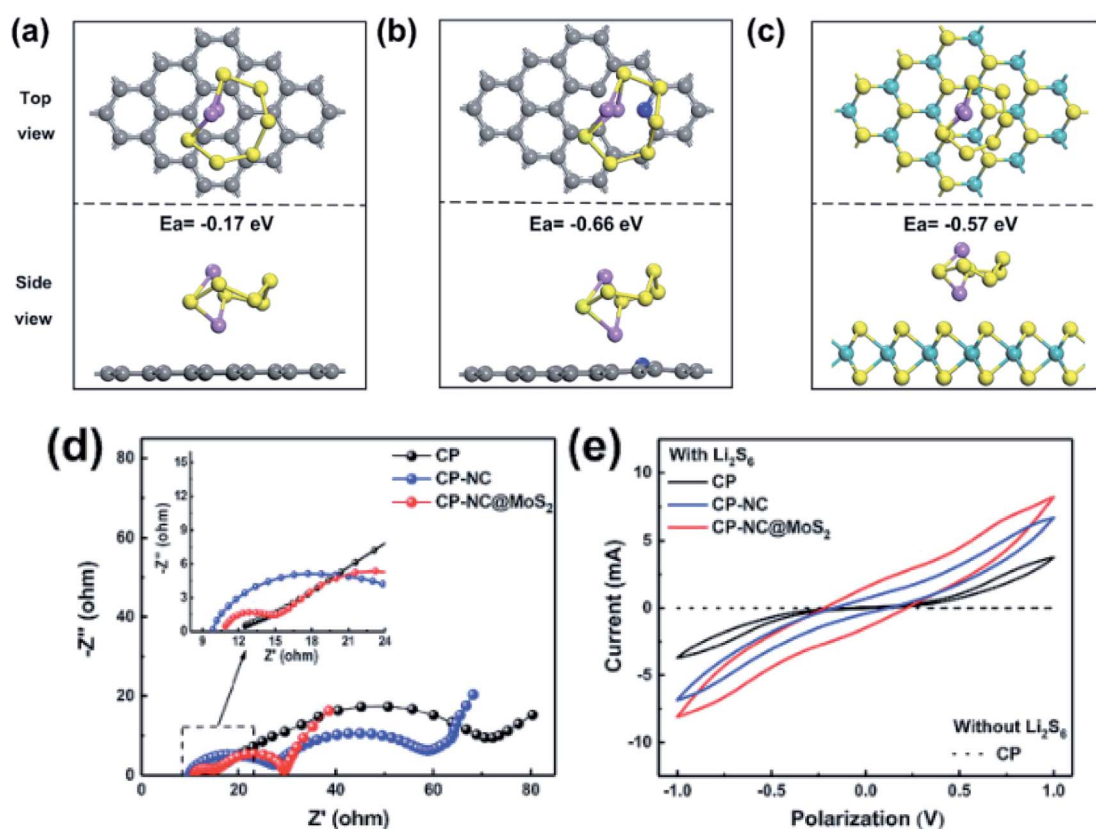 (a)
(b)
(c)
Top
view
Ea= -0.17 eV
Ea= -0.66 eV
Ea= -0.57 eV
Side
view
(d)
80
60
40
20
0
-Z'' (ohm)
0 20 40 60 80
Z' (ohm)
CP
CP-NC
CP-NC@MoS₂
15
12
9
6
3
0
-Z'' (ohm)
9 12 15 18 21 24
Z' (ohm)
(e)
With Li₂S₆
CP
CP-NC
CP-NC@MoS₂
10
5
0
-5
-10
Current (mA)
Without Li₂S₆
CP
-1.0 -0.5 0.0 0.5 1.0
Polarization (V)